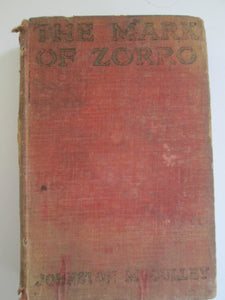 THE MARK
OF ZORRO
JOHNSTON McCULLEY